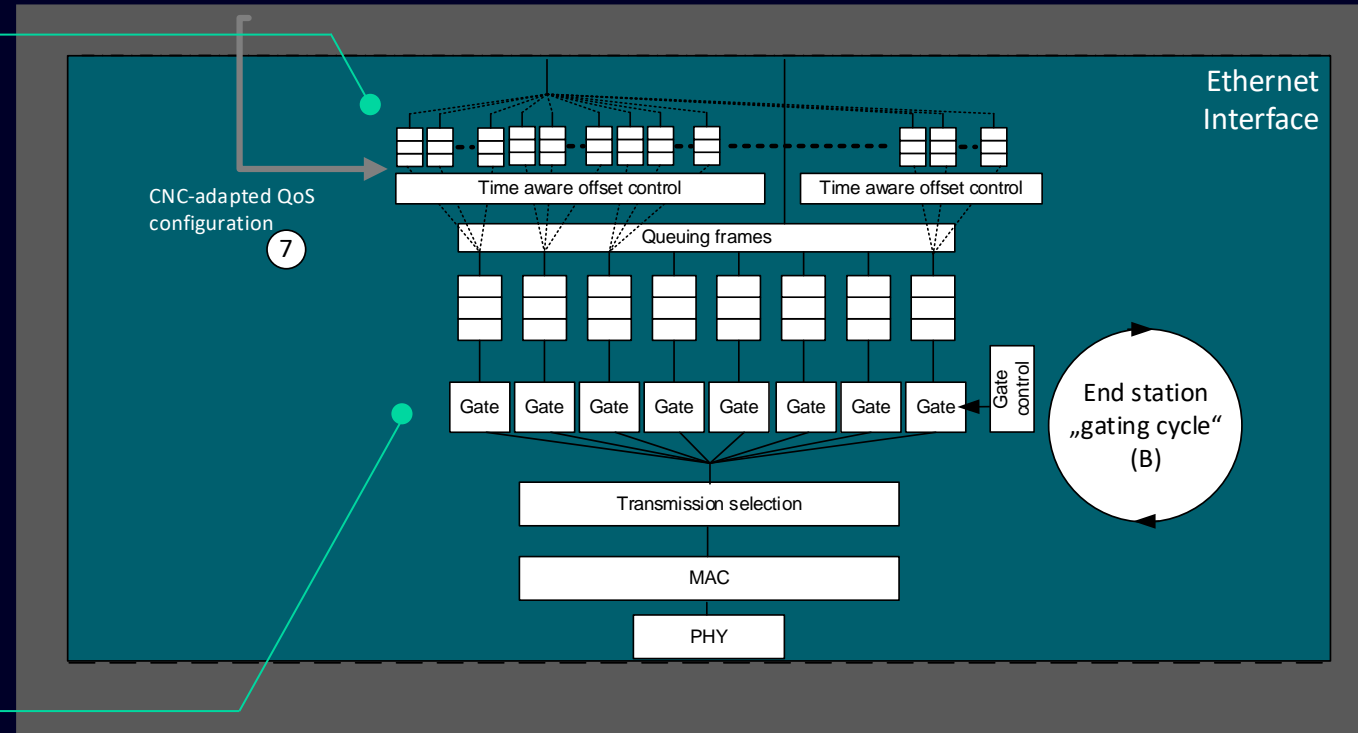 Ethernet
Interface
Time aware offset control
Time aware offset control
CNC-adapted QoS
configuration
7
Queuing frames
Gate
Gate
Gate
Gate
Gate
Gate
Gate
Gate
Gate
control
End station
„gating cycle“
(B)
Transmission selection
MAC
PHY